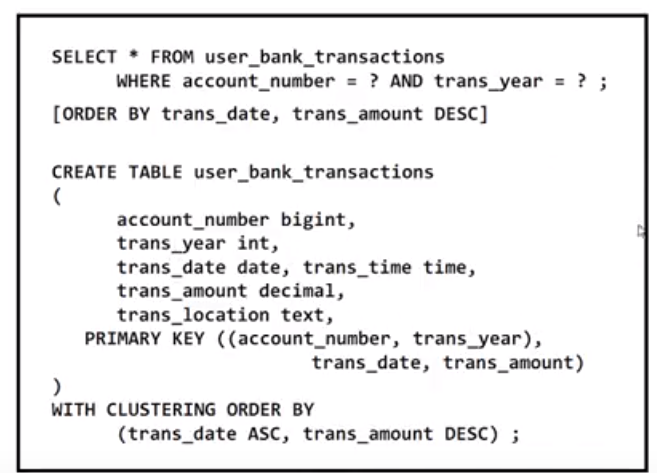 SELECT * FROM user_bank_transactions
WHERE account_number = ? AND trans_year = ? ;
[ORDER BY trans_date, trans_amount DESC]
CREATE TABLE user_bank_transactions
(
account_number bigint,
trans_year int,
trans_date date, trans_time time,
trans_amount decimal,
trans_location text,
PRIMARY KEY ((account_number, trans_year),
trans_date, trans_amount)
)
WITH CLUSTERING ORDER BY
(trans_date ASC, trans_amount DESC) ;